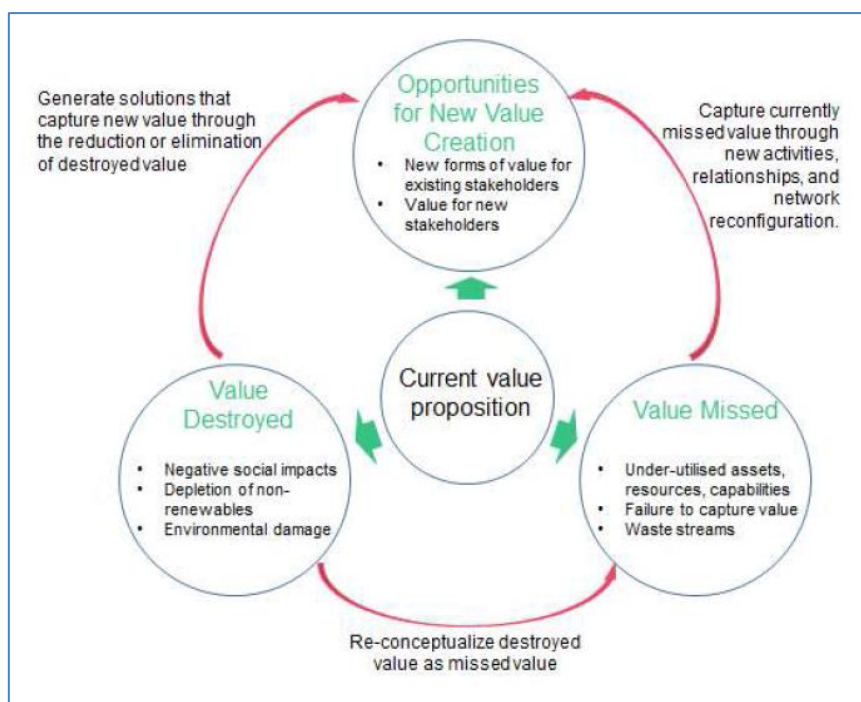 Generate solutions that
capture new value through
the reduction or elimination
of destroyed value
Opportunities
for New Value
Creation
• New forms of value for
existing stakeholders
• Value for new
stakeholders
Capture currently
missed value through
new activities,
relationships, and
network
reconfiguration.
Current value
proposition
Value
Destroyed
• Negative social impacts
• Depletion of non-
renewables
• Environmental damage
Value Missed
• Under-utilised assets,
resources, capabilities
• Failure to capture value
• Waste streams
Re-conceptualize destroyed
value as missed value